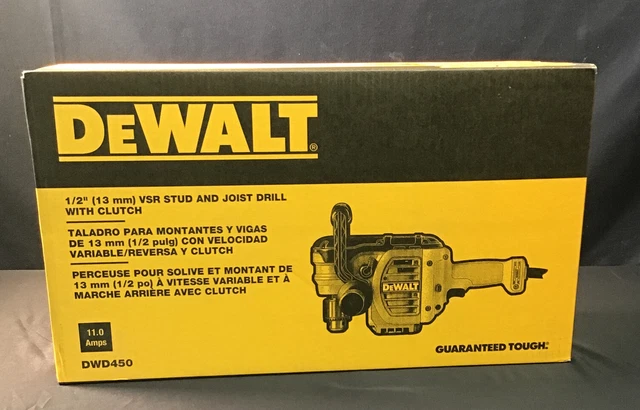 DEWALT®
1/2" (13 mm) VSR STUD AND JOIST DRILL
WITH CLUTCH
TALADRO PARA MONTANTES Y VIGAS
DE 13 mm (1/2 pulg) CON VELOCIDAD
VARIABLE/REVERSA Y CLUTCH
PERCEUSE POUR SOLIVE ET MONTANT DE
13 mm (1/2 po) À VITESSE VARIABLE ET À
MARCHE ARRIÈRE AVEC CLUTCH
DEWALT
11.0
Amps
DWD450
GUARANTEED TOUGH.